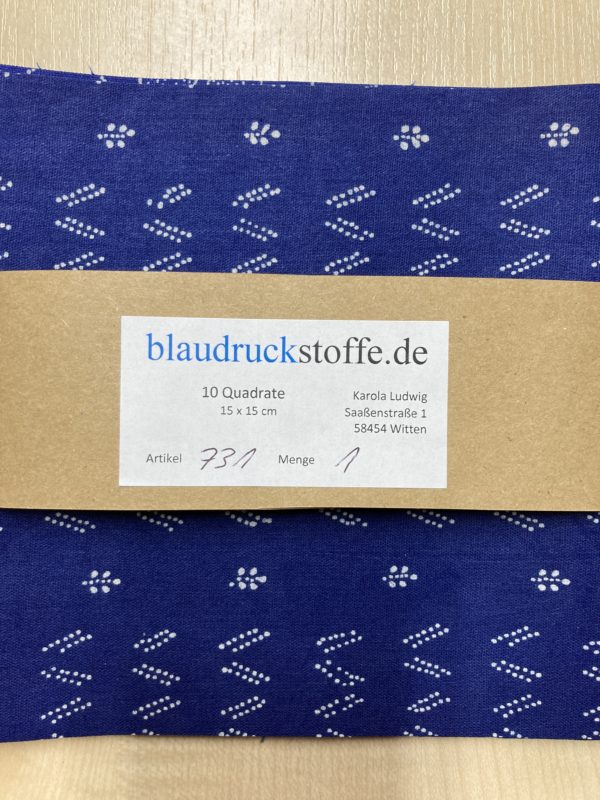 blaudruckstoffe.de
10 Quadrate
15 x 15 cm
Karola Ludwig
Saaßenstraße 1
58454 Witten
Artikel 731 Menge 1